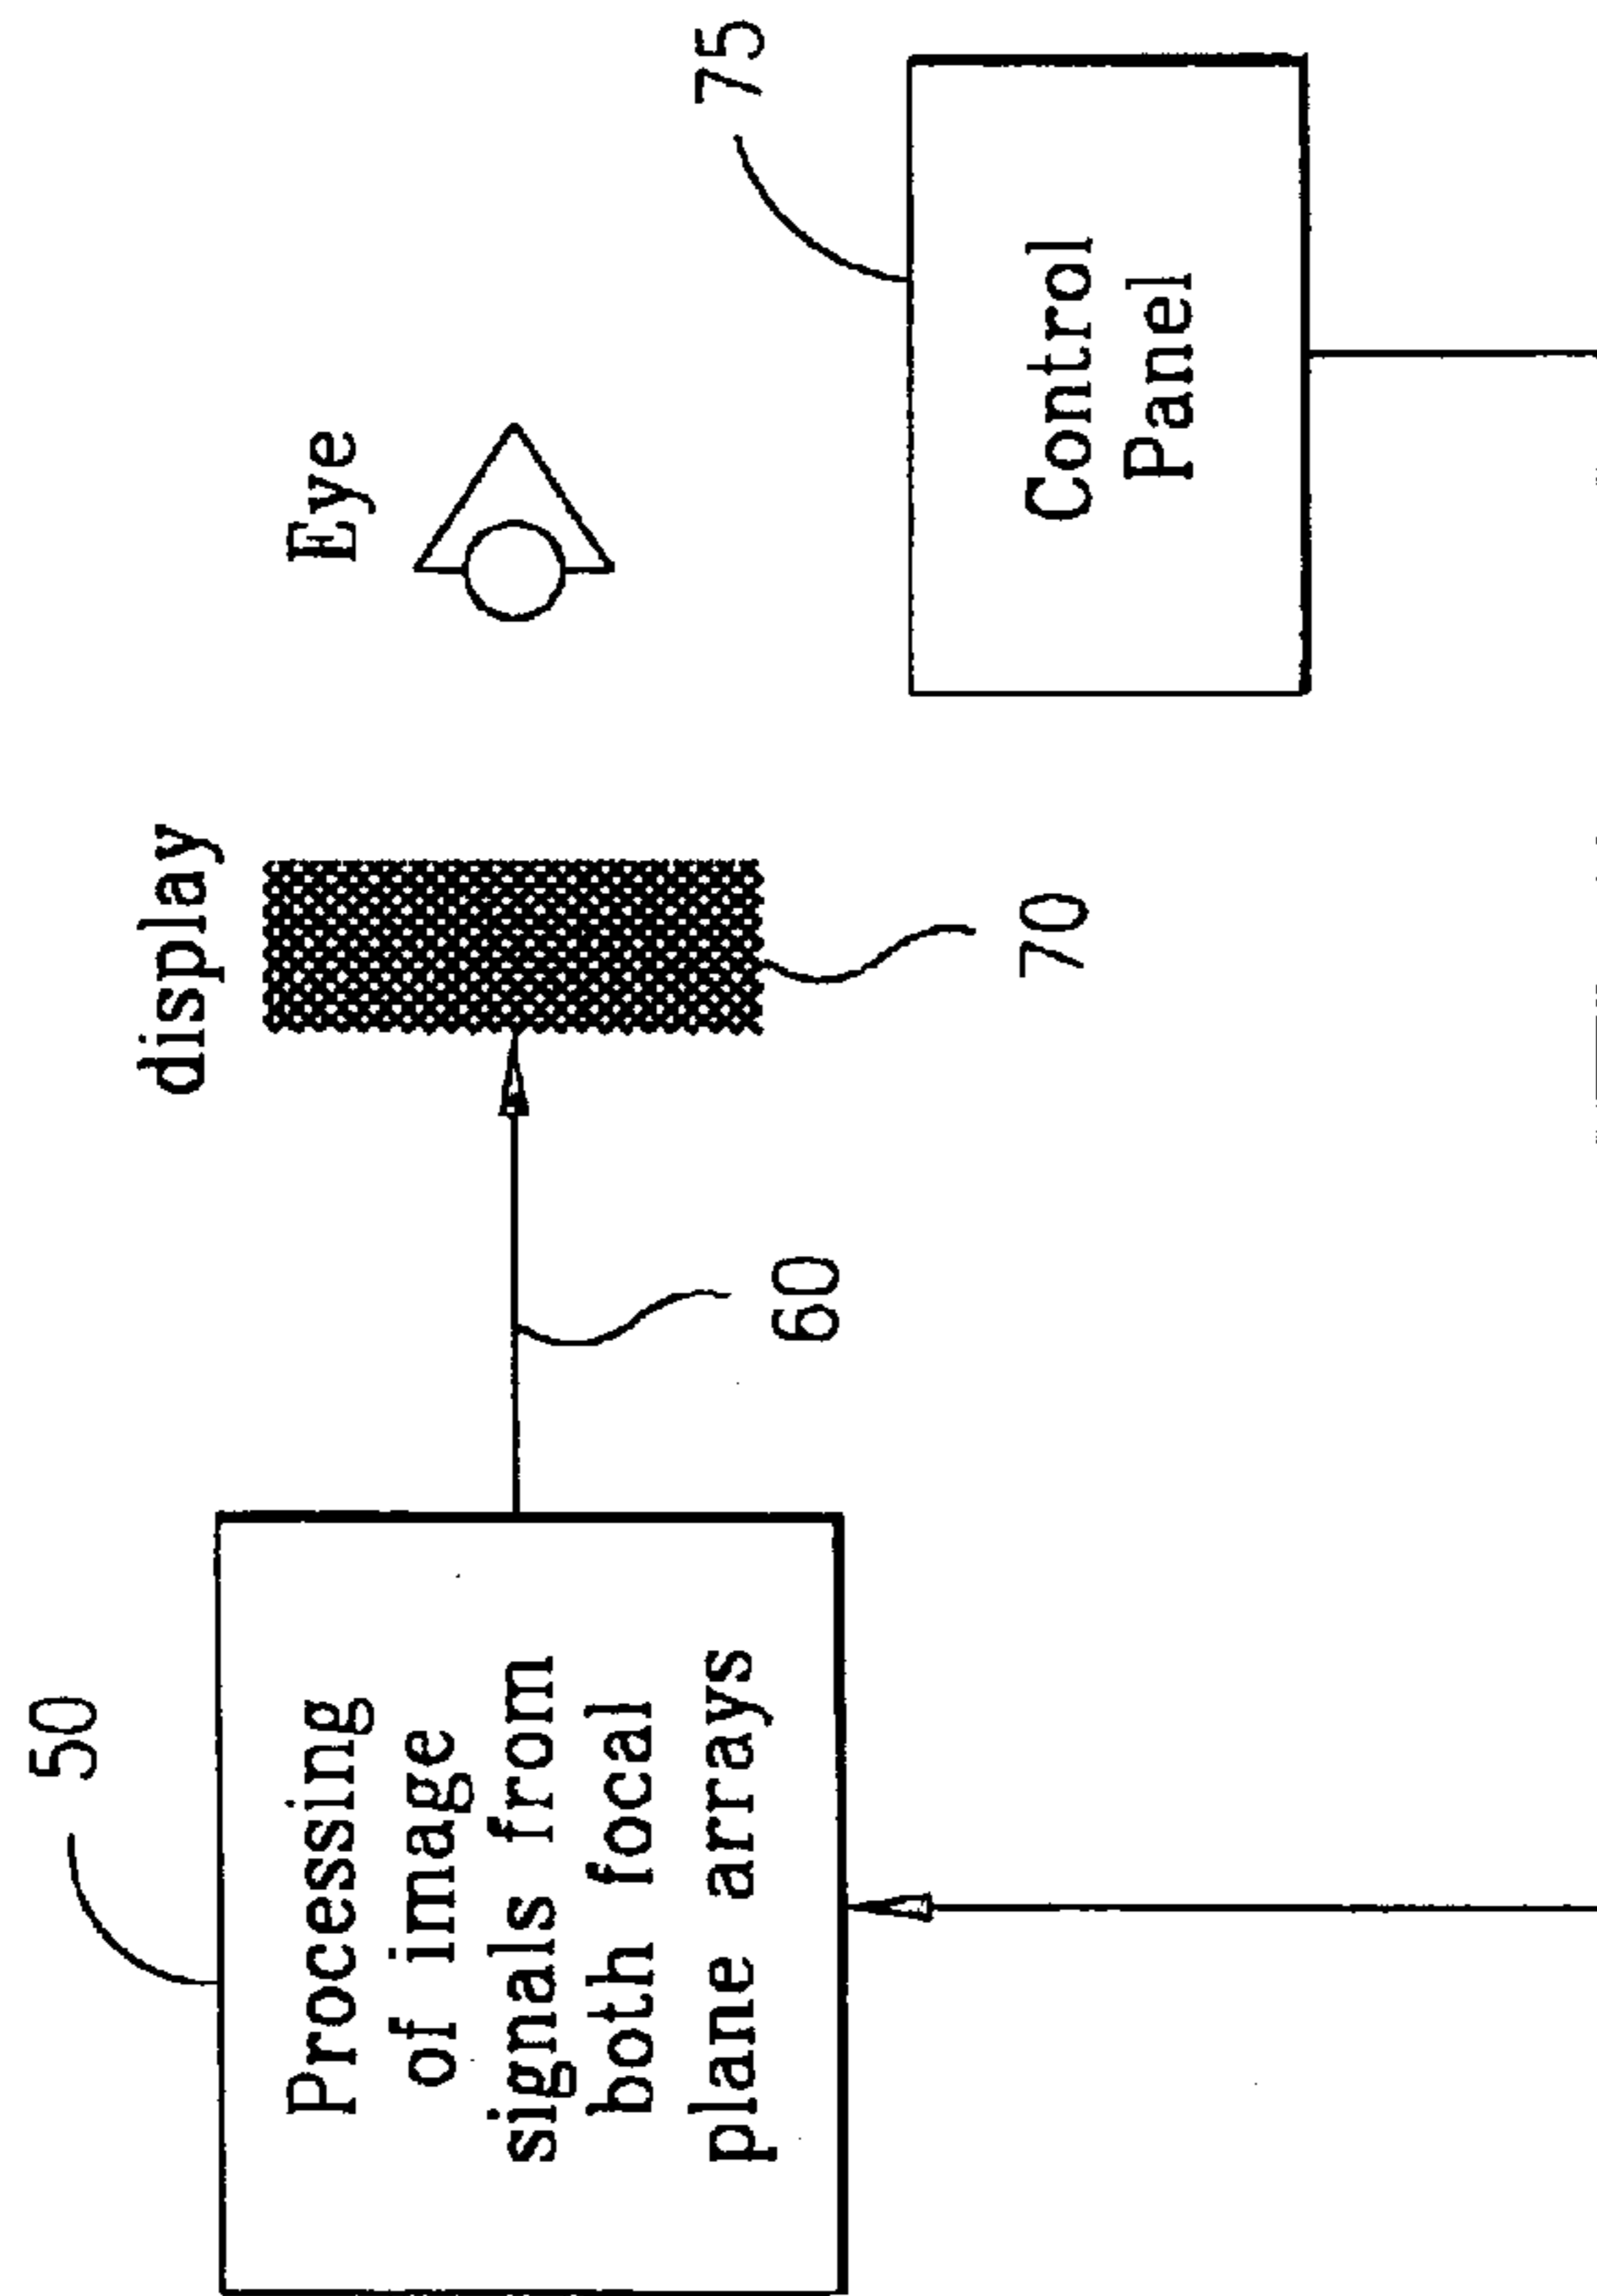 50
Processing
of image
signals from
both focal
plane arrays
60
display
70
Eye
75
Control
Panel